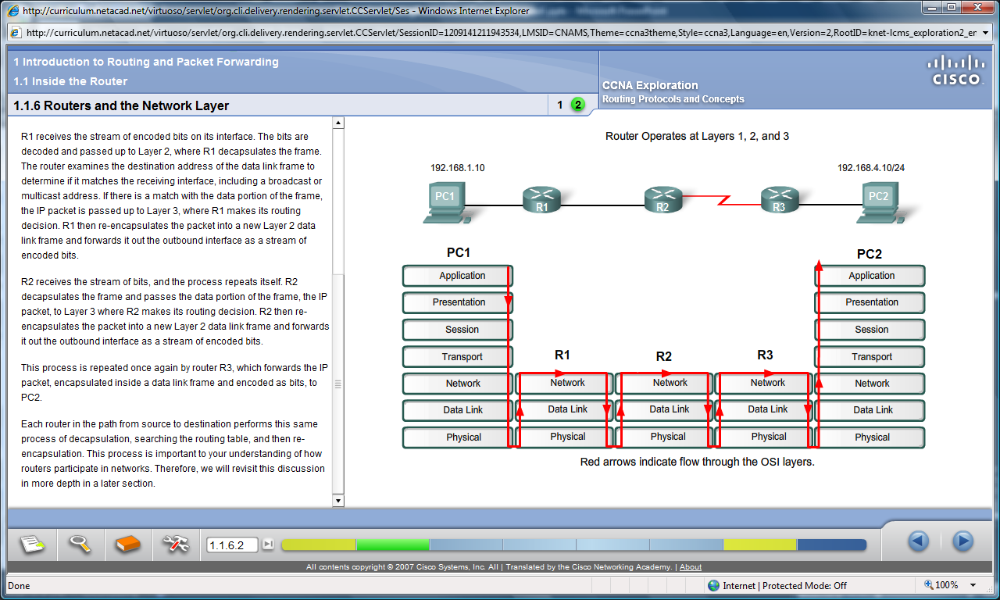 http://curriculum.netacad.net/virtuoso/servlet/org.cli.delivery.rendering.servlet.CCServlet/Ses - Windows Internet Explorer
http://curriculum.netacad.net/virtuoso/servlet/org.cli.delivery.rendering.servlet.CCServlet/SessionID=1209141211943534,LMSID=CNAMS,Theme=ccna3theme,Style=ccna3,Language=en,Version=2,RootID=knet-lcms_exploration2_en
1 Introduction to Routing and Packet Forwarding
1.1 Inside the Router
CISCO
CCNA Exploration
Routing Protocols and Concepts
1.1.6 Routers and the Network Layer
1 2
R1 receives the stream of encoded bits on its interface. The bits are
decoded and passed up to Layer 2, where R1 decapsulates the frame.
The router examines the destination address of the data link frame to
determine if it matches the receiving interface, including a broadcast or
multicast address. If there is a match with the data portion of the frame,
the IP packet is passed up to Layer 3, where R1 makes its routing
decision. R1 then re-encapsulates the packet into a new Layer 2 data
link frame and forwards it out the outbound interface as a stream of
encoded bits.
R2 receives the stream of bits, and the process repeats itself. R2
decapsulates the frame and passes the data portion of the frame, the IP
packet, to Layer 3 where R2 makes its routing decision. R2 then re-
encapsulates the packet into a new Layer 2 data link frame and forwards
it out the outbound interface as a stream of encoded bits.
This process is repeated once again by router R3, which forwards the IP
packet, encapsulated inside a data link frame and encoded as bits, to
PC2.
Each router in the path from source to destination performs this same
process of decapsulation, searching the routing table, and then re-
encapsulation. This process is important to your understanding of how
routers participate in networks. Therefore, we will revisit this discussion
in more depth in a later section.
Router Operates at Layers 1, 2, and 3
192.168.1.10 192.168.4.10/24
PC1 R1 R2 R3 PC2
PC1 PC2
Application Application
Presentation Presentation
Session Session
Transport R1 R2 R3 Transport
Network Network Network Network Network
Data Link Data Link Data Link Data Link Data Link
Physical Physical Physical Physical Physical
Red arrows indicate flow through the OSI layers.
1.1.6.2
All contents copyright © 2007 Cisco Systems, Inc. All | Translated by the Cisco Networking Academy. | About
Done Internet | Protected Mode: Off 100%